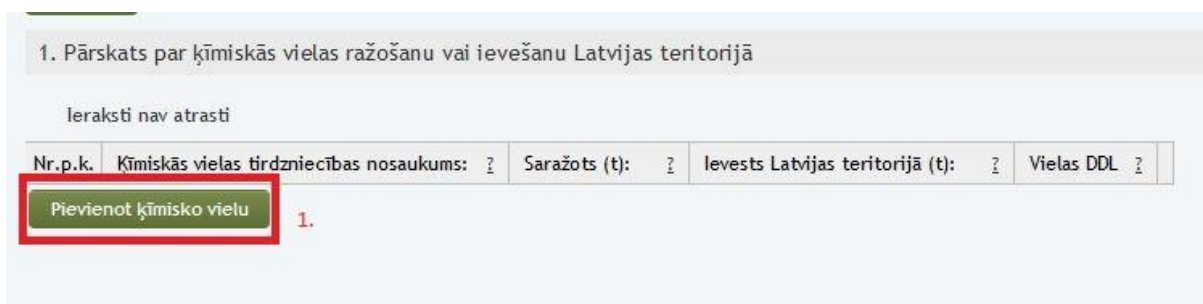 1. Pārskats par ķīmiskās vielas ražošanu vai ievešanu Latvijas teritorijā
Ieraksti nav atrasti
Nr.p.k. Ķīmiskās vielas tirdzniecības nosaukums: ? Saražots (t): ? Ievests Latvijas teritorijā (t): ? Vielas DDL ?
Pievienot ķīmisko vielu 1.